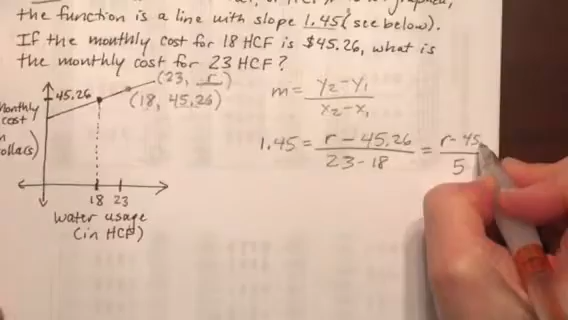 the function is a line with slope 1.45 (see below).
If the monthly cost for 18 HCF is $45.26, what is
the monthly cost for 23 HCF?
(23, r)
45.26
(18, 45.26)
monthly
cost
dollars)
18 23
water usage
(in HCF)
m = y₂-y₁ / x₂-x₁
1.45 = r - 45.26 / 23-18 = r-45 / 5